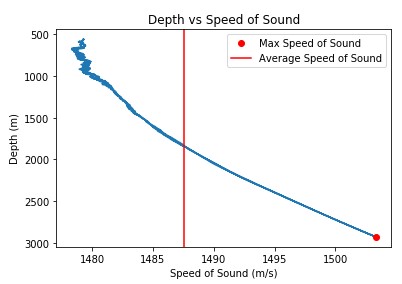 Depth vs Speed of Sound
Max Speed of Sound
Average Speed of Sound
Depth (m)
500
1000
1500
2000
2500
3000
1480
1485
1490
1495
1500
Speed of Sound (m/s)